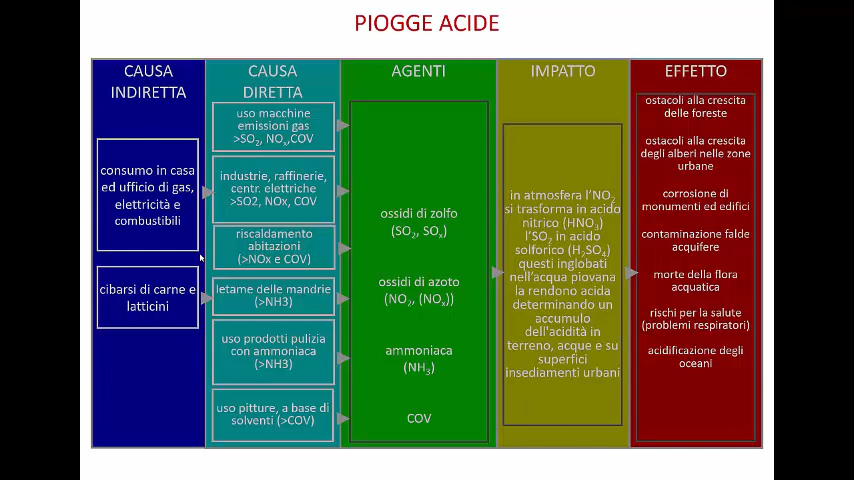 PIOGGE ACIDE
CAUSA
INDIRETTA
consumo in casa
ed ufficio di gas,
elettricità e
combustibili
cibarsi di carne e
latticini
CAUSA
DIRETTA
uso macchine
emissioni gas
>SO2, NOx,COV
industrie, raffinerie,
centr. elettriche
>SO2, NOx, COV
riscaldamento
abitazioni
(>NOx e COV)
letame delle mandrie
(>NH3)
uso prodotti pulizia
con ammoniaca
(>NH3)
uso pitture, a base di
solventi (>COV)
AGENTI
ossidi di zolfo
(SO2, SOx)
ossidi di azoto
(NO2, (NOx))
ammoniaca
(NH3)
COV
IMPATTO
in atmosfera l'NO2
si trasforma in acido
nitrico (HNO3)
l'SO2 in acido
solforico (H2SO4)
questi inglobati
nell'acqua piovana
la rendono acida
determinando un
accumulo
dell'acidità in
terreno, acque e su
superfici
insediamenti urbani
EFFETTO
ostacoli alla crescita
delle foreste
ostacoli alla crescita
degli alberi nelle zone
urbane
corrosione di
monumenti ed edifici
contaminazione falde
acquifere
morte della flora
acquatica
rischi per la salute
(problemi respiratori)
acidificazione degli
oceani